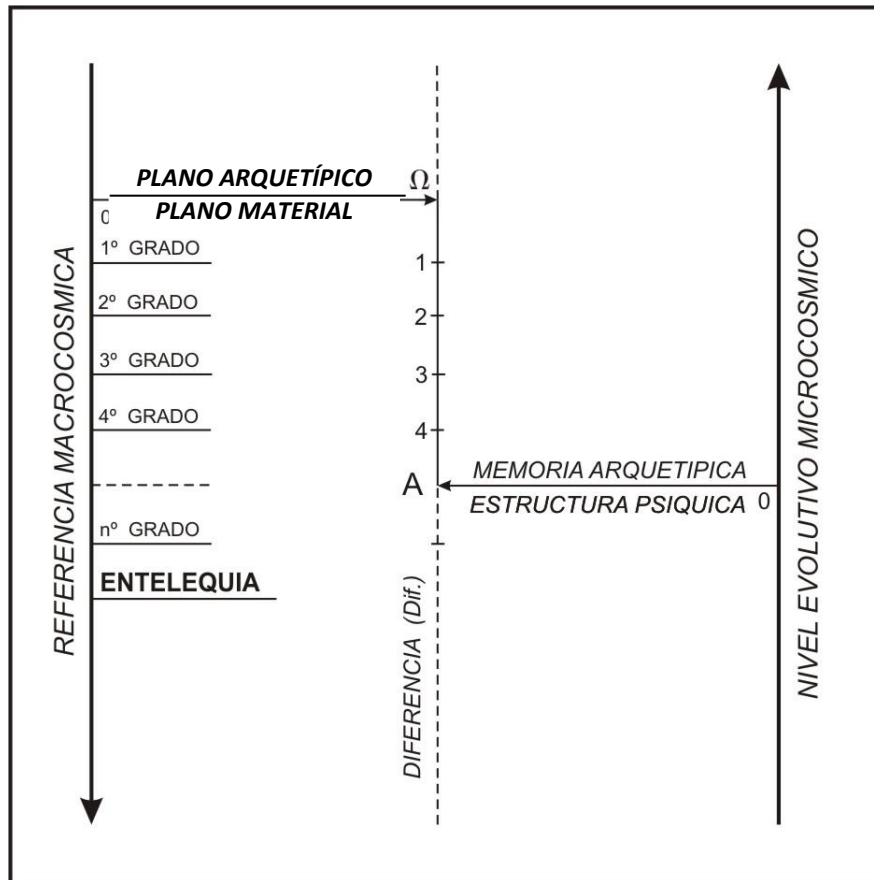 PLANO ARQUETÍPICO
Ω
PLANO MATERIAL
0
1º GRADO
2º GRADO
3º GRADO
4º GRADO
nº GRADO
ENTELEQUIA
REFERENCIA MACROCOSMICA
1
2
3
4
A
DIFERENCIA (Dif.)
MEMORIA ARQUETIPICA
ESTRUCTURA PSIQUICA 0
NIVEL EVOLUTIVO MICROCOSMICO